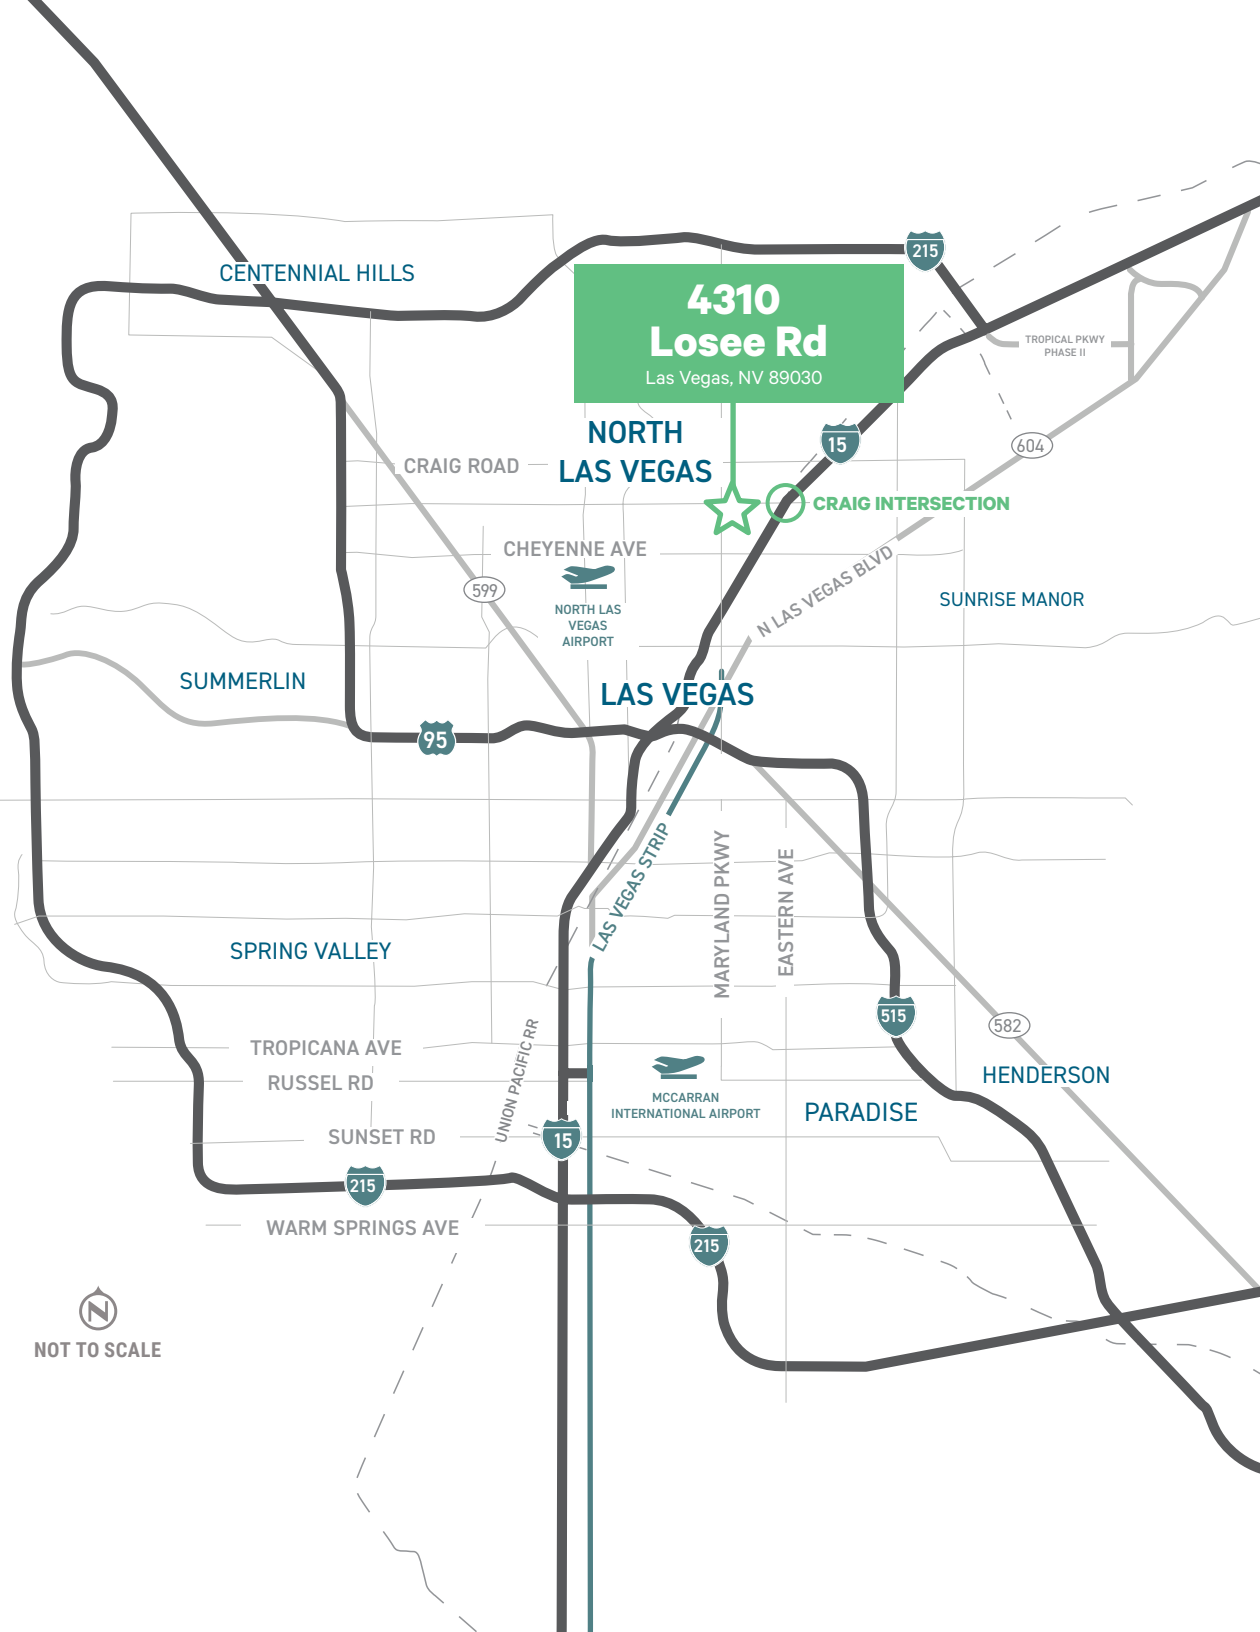 215
CENTENNIAL HILLS
4310
Losee Rd
Las Vegas, NV 89030
TROPICAL PKWY
PHASE II
NORTH
LAS VEGAS
15
604
CRAIG ROAD
CRAIG INTERSECTION
CHEYENNE AVE
N LAS VEGAS BLVD
599
NORTH LAS
VEGAS
AIRPORT
SUNRISE MANOR
SUMMERLIN
LAS VEGAS
95
LAS VEGAS STRIP
MARYLAND PKWY
EASTERN AVE
SPRING VALLEY
515
582
UNION PACIFIC RR
TROPICANA AVE
RUSSEL RD
HENDERSON
MCCARRAN
INTERNATIONAL AIRPORT
PARADISE
SUNSET RD
15
215
WARM SPRINGS AVE
215
N
NOT TO SCALE